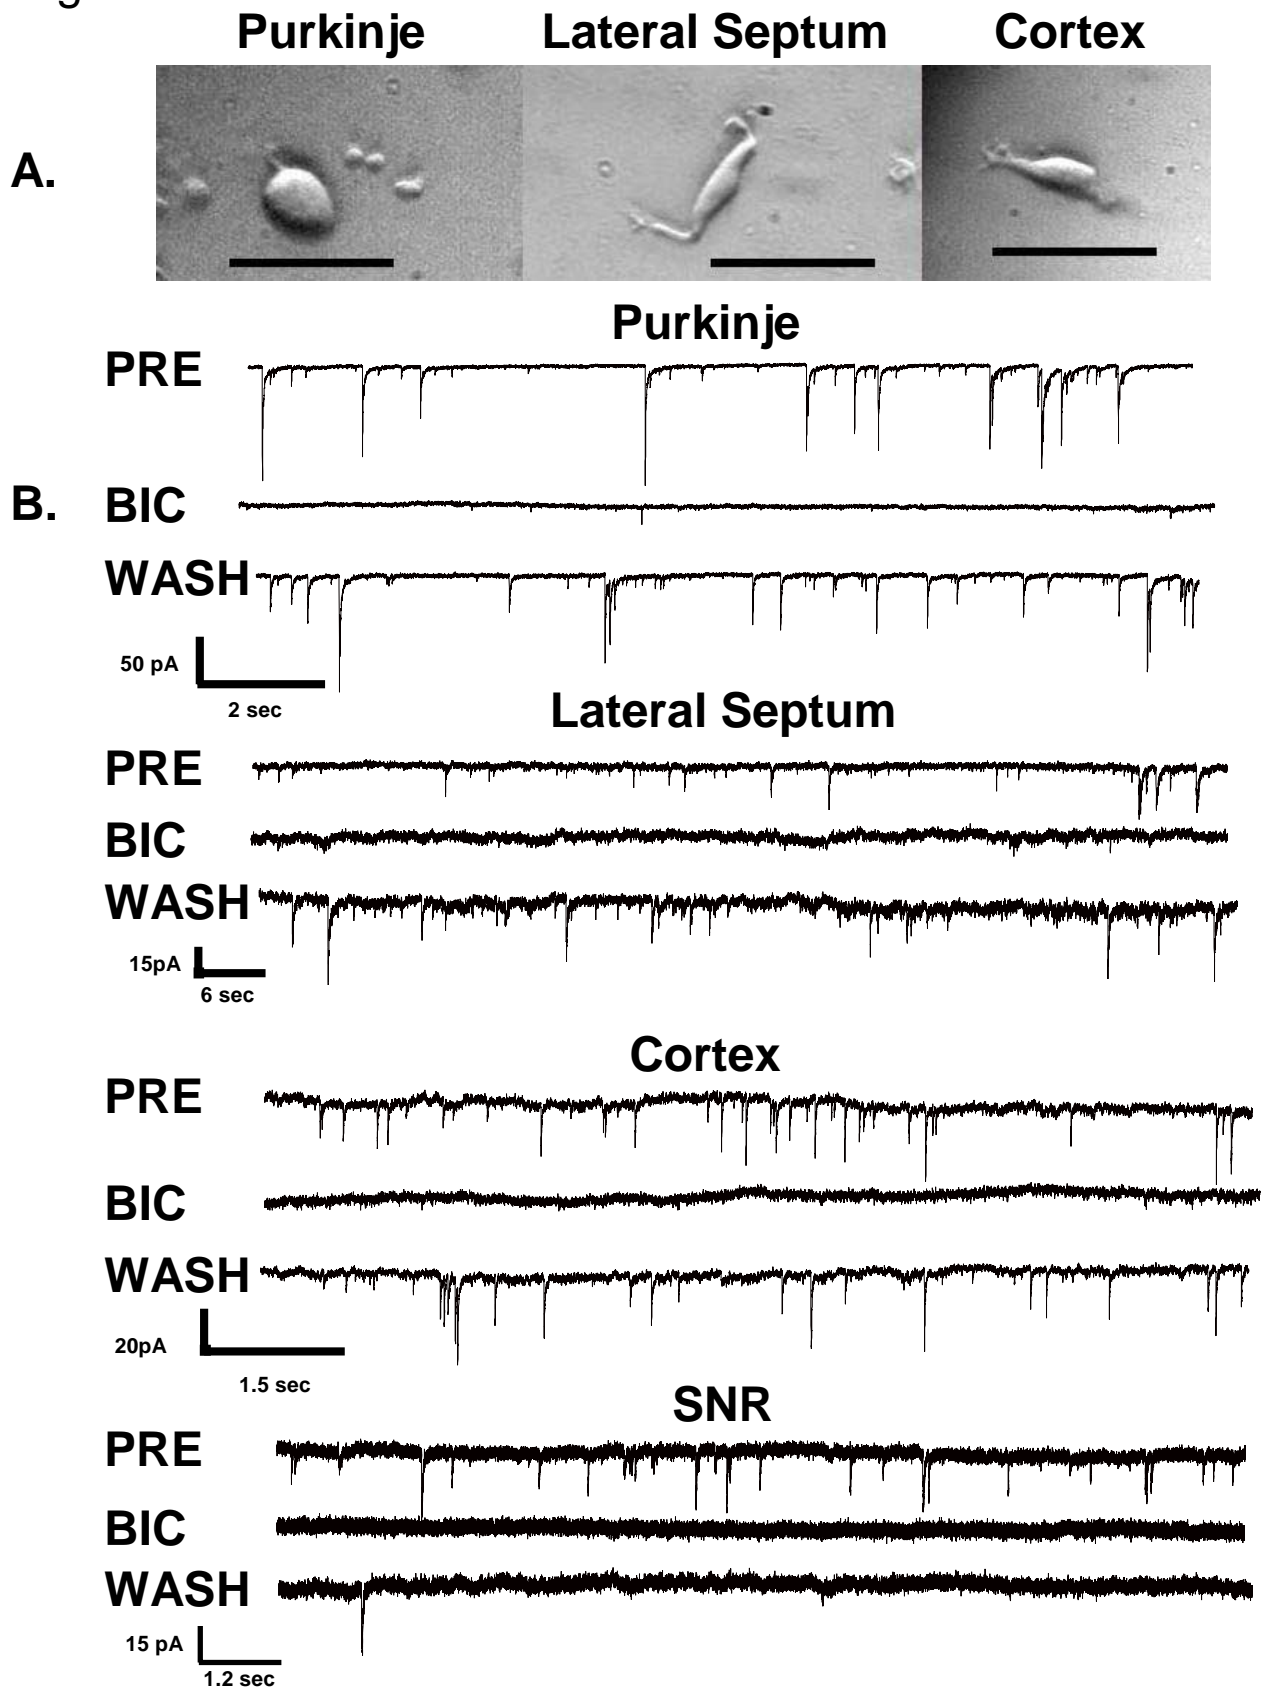 Purkinje Lateral Septum Cortex
A.
Purkinje
PRE
B. BIC
WASH
50 pA
2 sec
Lateral Septum
PRE
BIC
WASH
15pA
6 sec
Cortex
PRE
BIC
WASH
20pA
1.5 sec
SNR
PRE
BIC
WASH
15 pA
1.2 sec